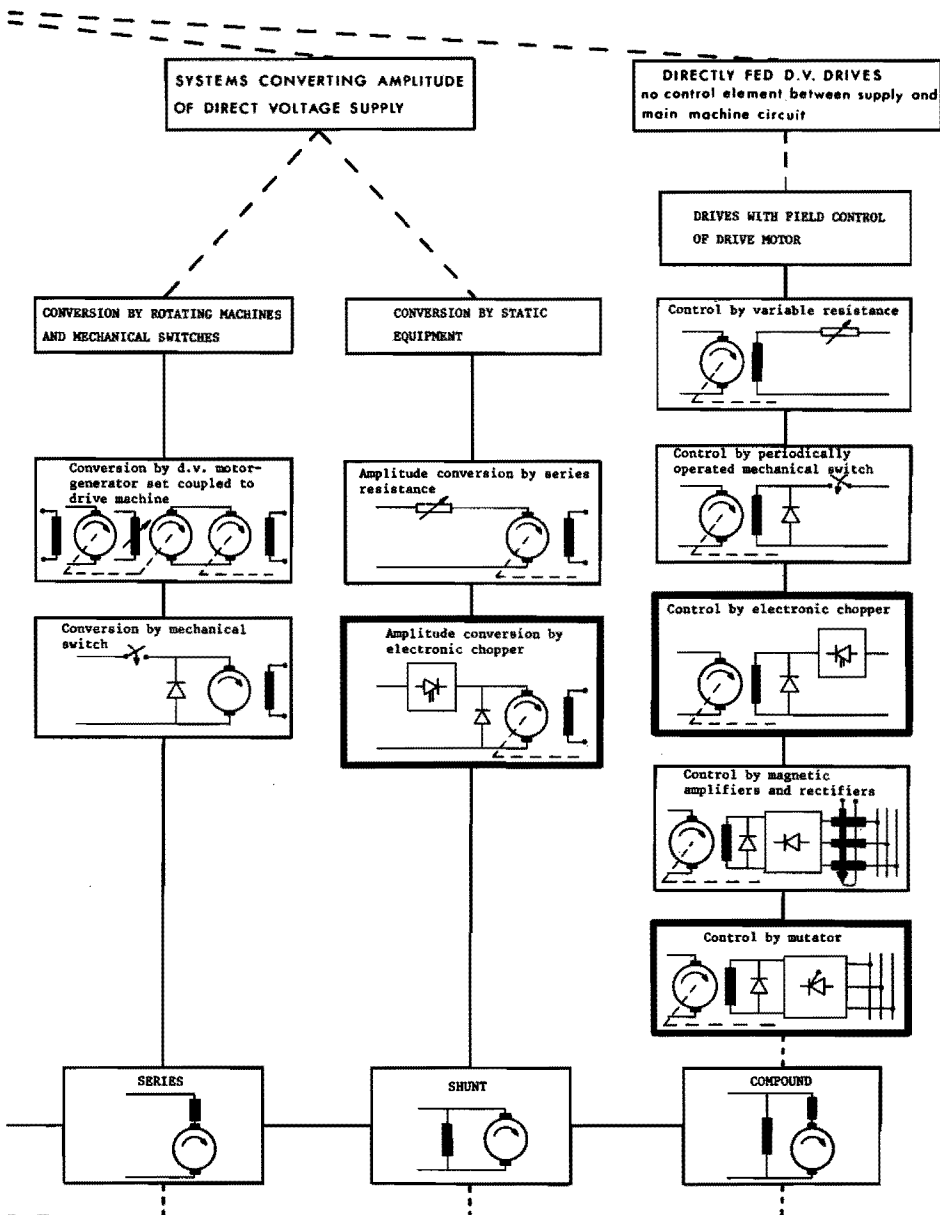 SYSTEMS CONVERTING AMPLITUDE
OF DIRECT VOLTAGE SUPPLY
DIRECTLY FED D.V. DRIVES
no control element between supply and
main machine circuit
DRIVES WITH FIELD CONTROL
OF DRIVE MOTOR
CONVERSION BY ROTATING MACHINES
AND MECHANICAL SWITCHES
CONVERSION BY STATIC
EQUIPMENT
Control by variable resistance
Conversion by d.v. motor-
generator set coupled to
drive machine
Amplitude conversion by series
resistance
Control by periodically
operated mechanical switch
Conversion by mechanical
switch
Amplitude conversion by
electronic chopper
Control by electronic chopper
Control by magnetic
amplifiers and rectifiers
Control by mutator
SERIES
SHUNT
COMPOUND